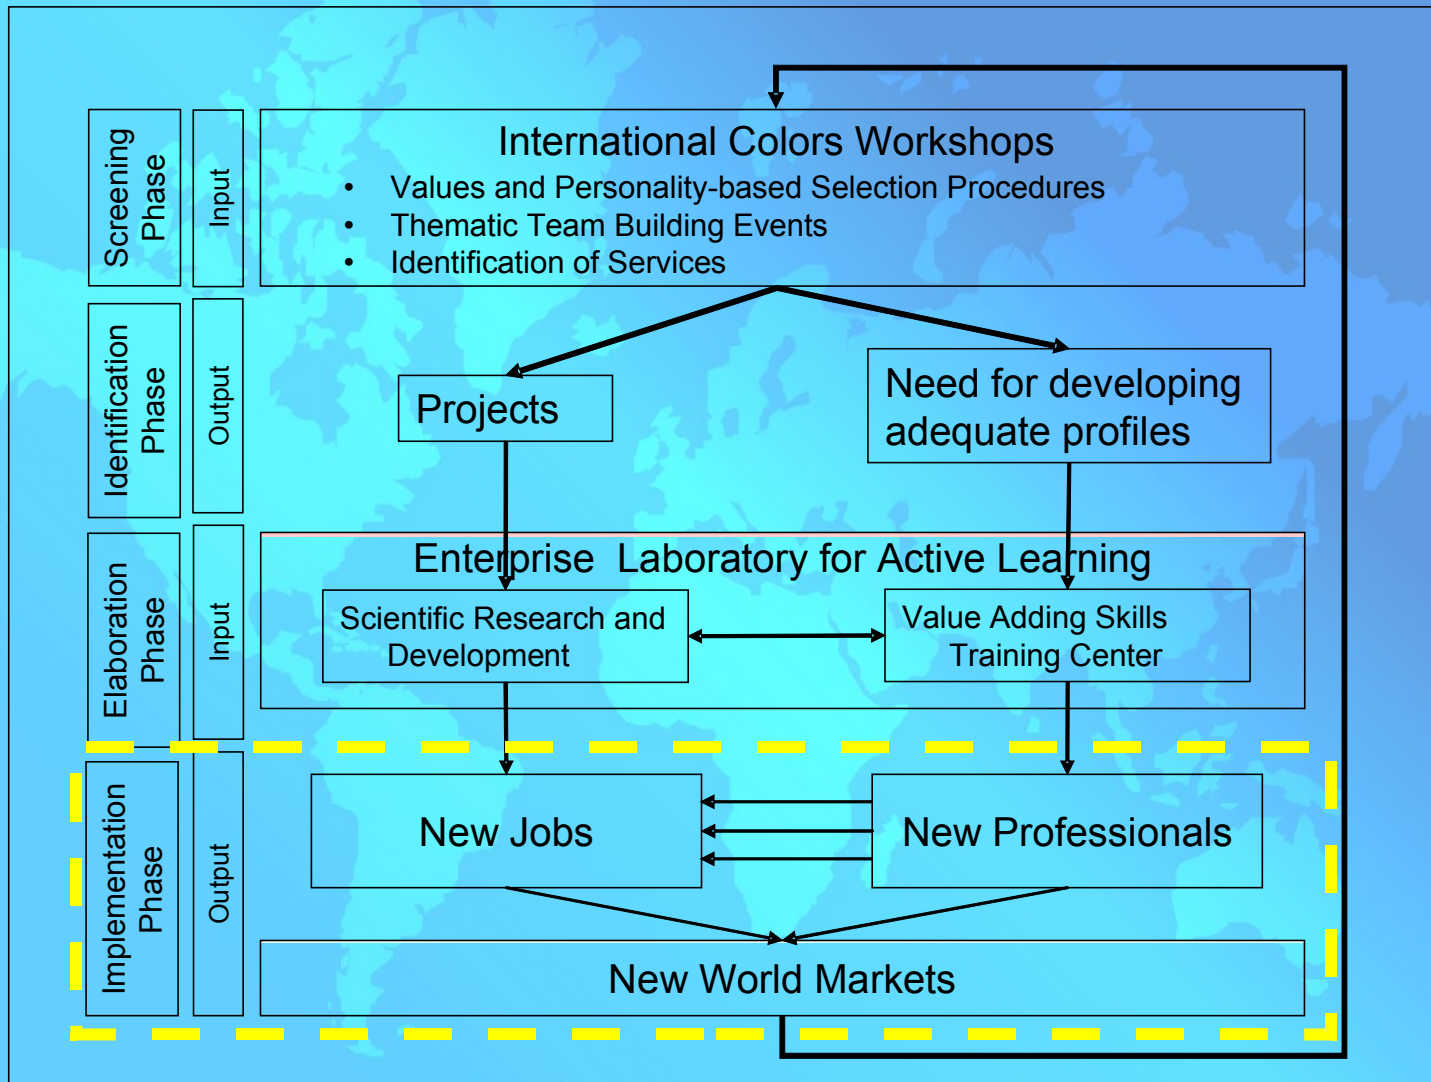 Screening
Phase
Input
International Colors Workshops
• Values and Personality-based Selection Procedures
• Thematic Team Building Events
• Identification of Services
Identification
Phase
Output
Projects
Need for developing
adequate profiles
Elaboration
Phase
Input
Enterprise Laboratory for Active Learning
Scientific Research and
Development
Value Adding Skills
Training Center
Implementation
Phase
Output
New Jobs
New Professionals
New World Markets